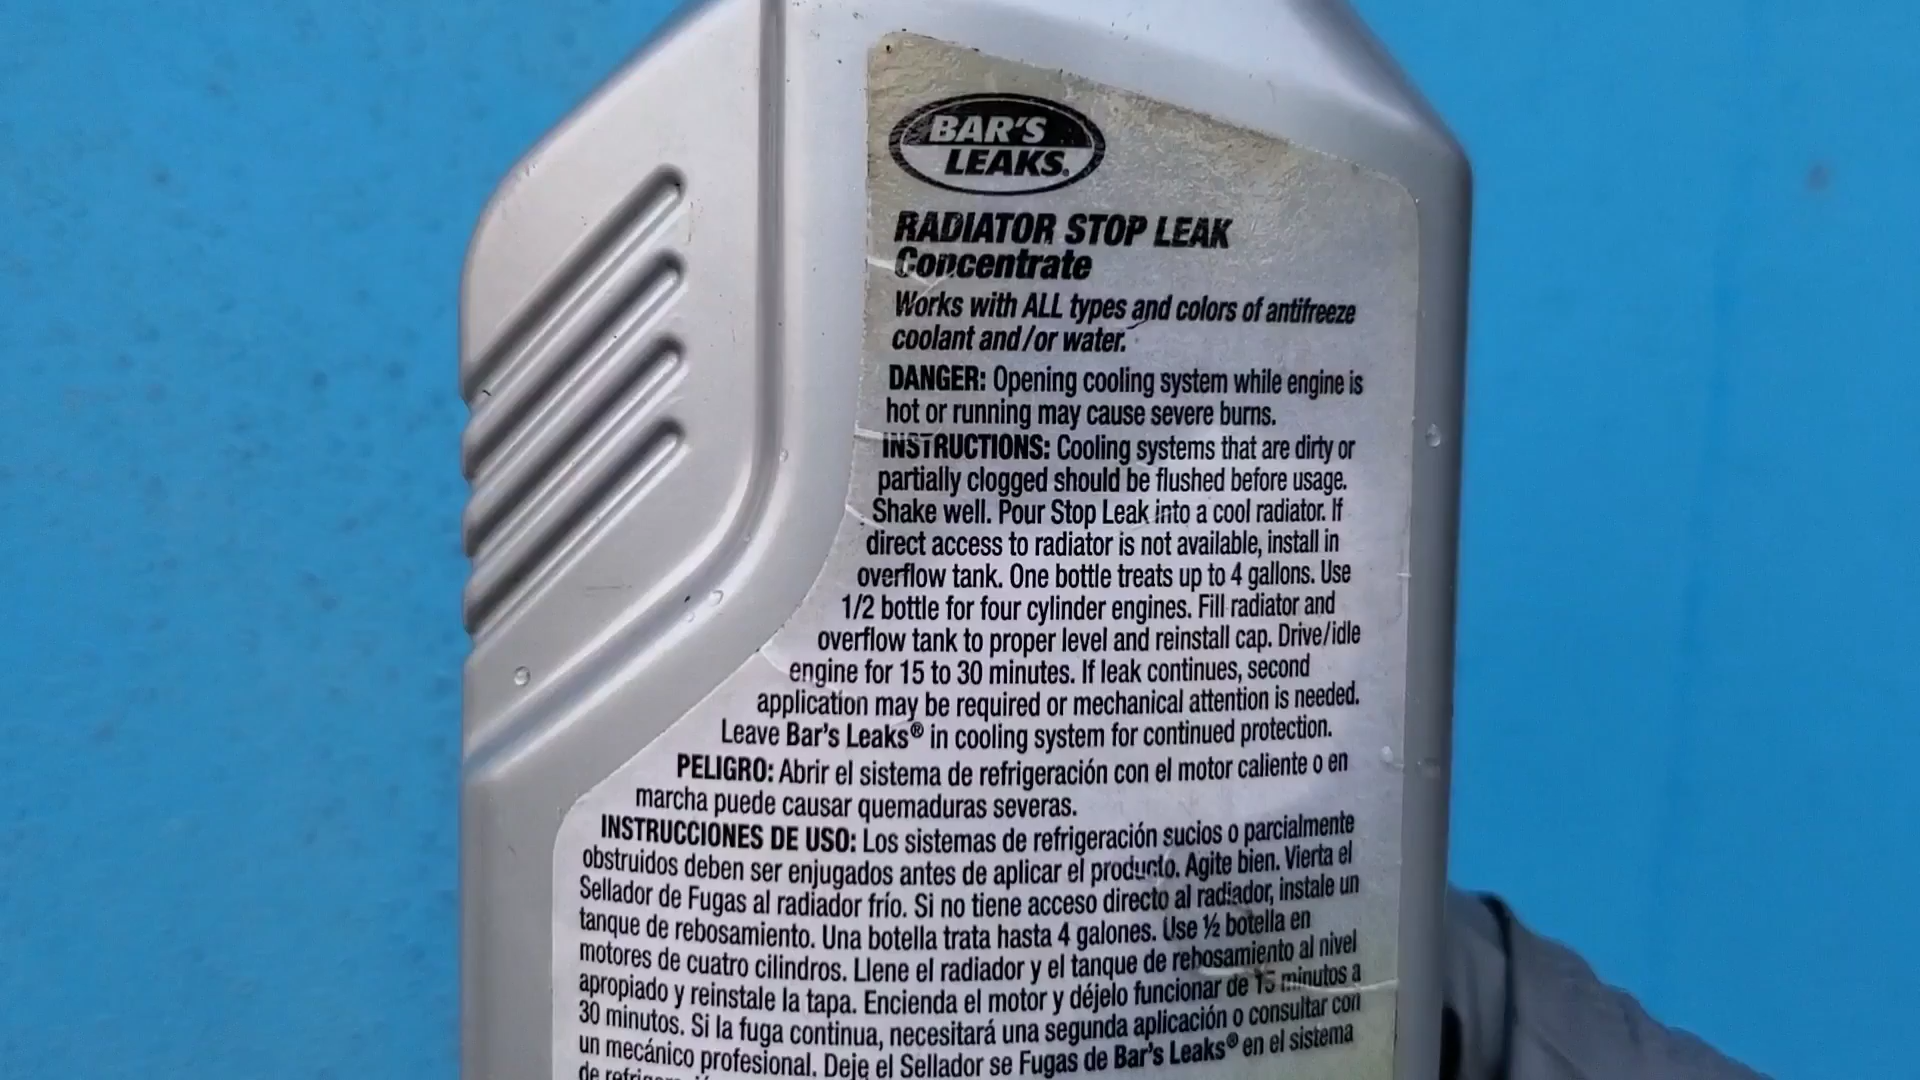 BAR'S
LEAKS®
RADIATOR STOP LEAK
Concentrate
Works with ALL types and colors of antifreeze
coolant and/or water.
DANGER: Opening cooling system while engine is
hot or running may cause severe burns.
INSTRUCTIONS: Cooling systems that are dirty or
partially clogged should be flushed before usage.
Shake well. Pour Stop Leak into a cool radiator. If
direct access to radiator is not available, install in
overflow tank. One bottle treats up to 4 gallons. Use
1/2 bottle for four cylinder engines. Fill radiator and
overflow tank to proper level and reinstall cap. Drive/idle
engine for 15 to 30 minutes. If leak continues, second
application may be required or mechanical attention is needed.
Leave Bar's Leaks® in cooling system for continued protection.
PELIGRO: Abrir el sistema de refrigeración con el motor caliente o en
marcha puede causar quemaduras severas.
INSTRUCCIONES DE USO: Los sistemas de refrigeración sucios o parcialmente
obstruidos deben ser enjugados antes de aplicar el producto. Agite bien. Vierta el
Sellador de Fugas al radiador frío. Si no tiene acceso directo al radiador, instale un
tanque de rebosamiento. Una botella trata hasta 4 galones. Use ½ botella en
motores de cuatro cilindros. Llene el radiador y el tanque de rebosamiento al nivel
apropiado y reinstale la tapa. Encienda el motor y déjelo funcionar de 15 minutos a
30 minutos. Si la fuga continua, necesitará una segunda aplicación o consultar con
un mecánico profesional. Deje el Sellador se Fugas de Bar's Leaks® en el sistema
de